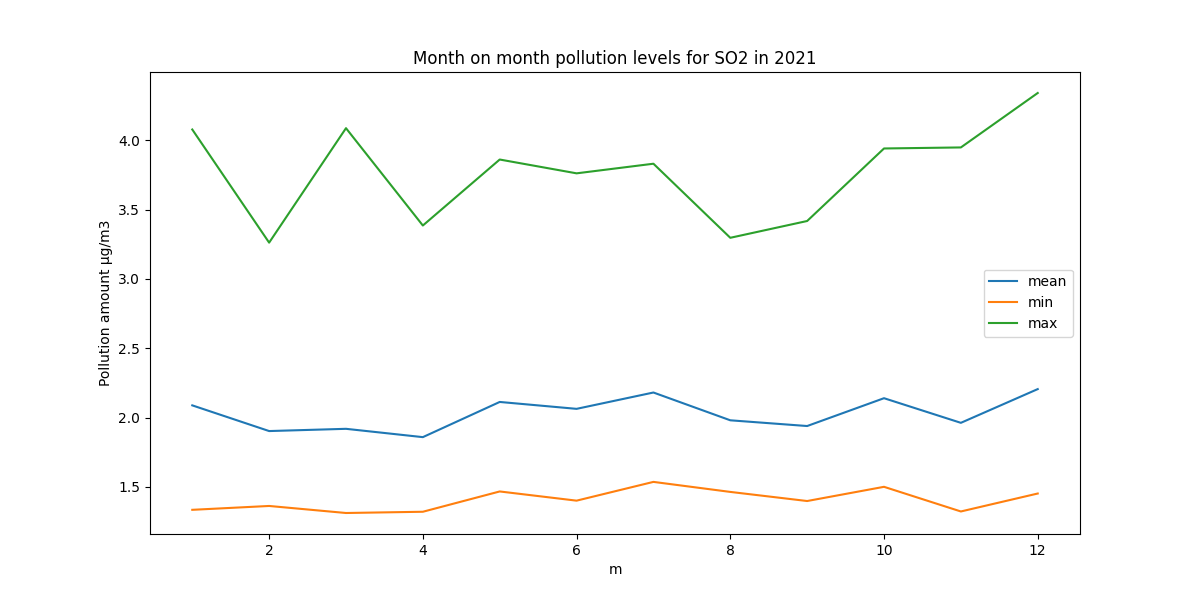 Month on month pollution levels for SO2 in 2021
Pollution amount µg/m3
4.0
3.5
3.0
2.5
2.0
1.5
mean
min
max
2 4 6 8 10 12
m